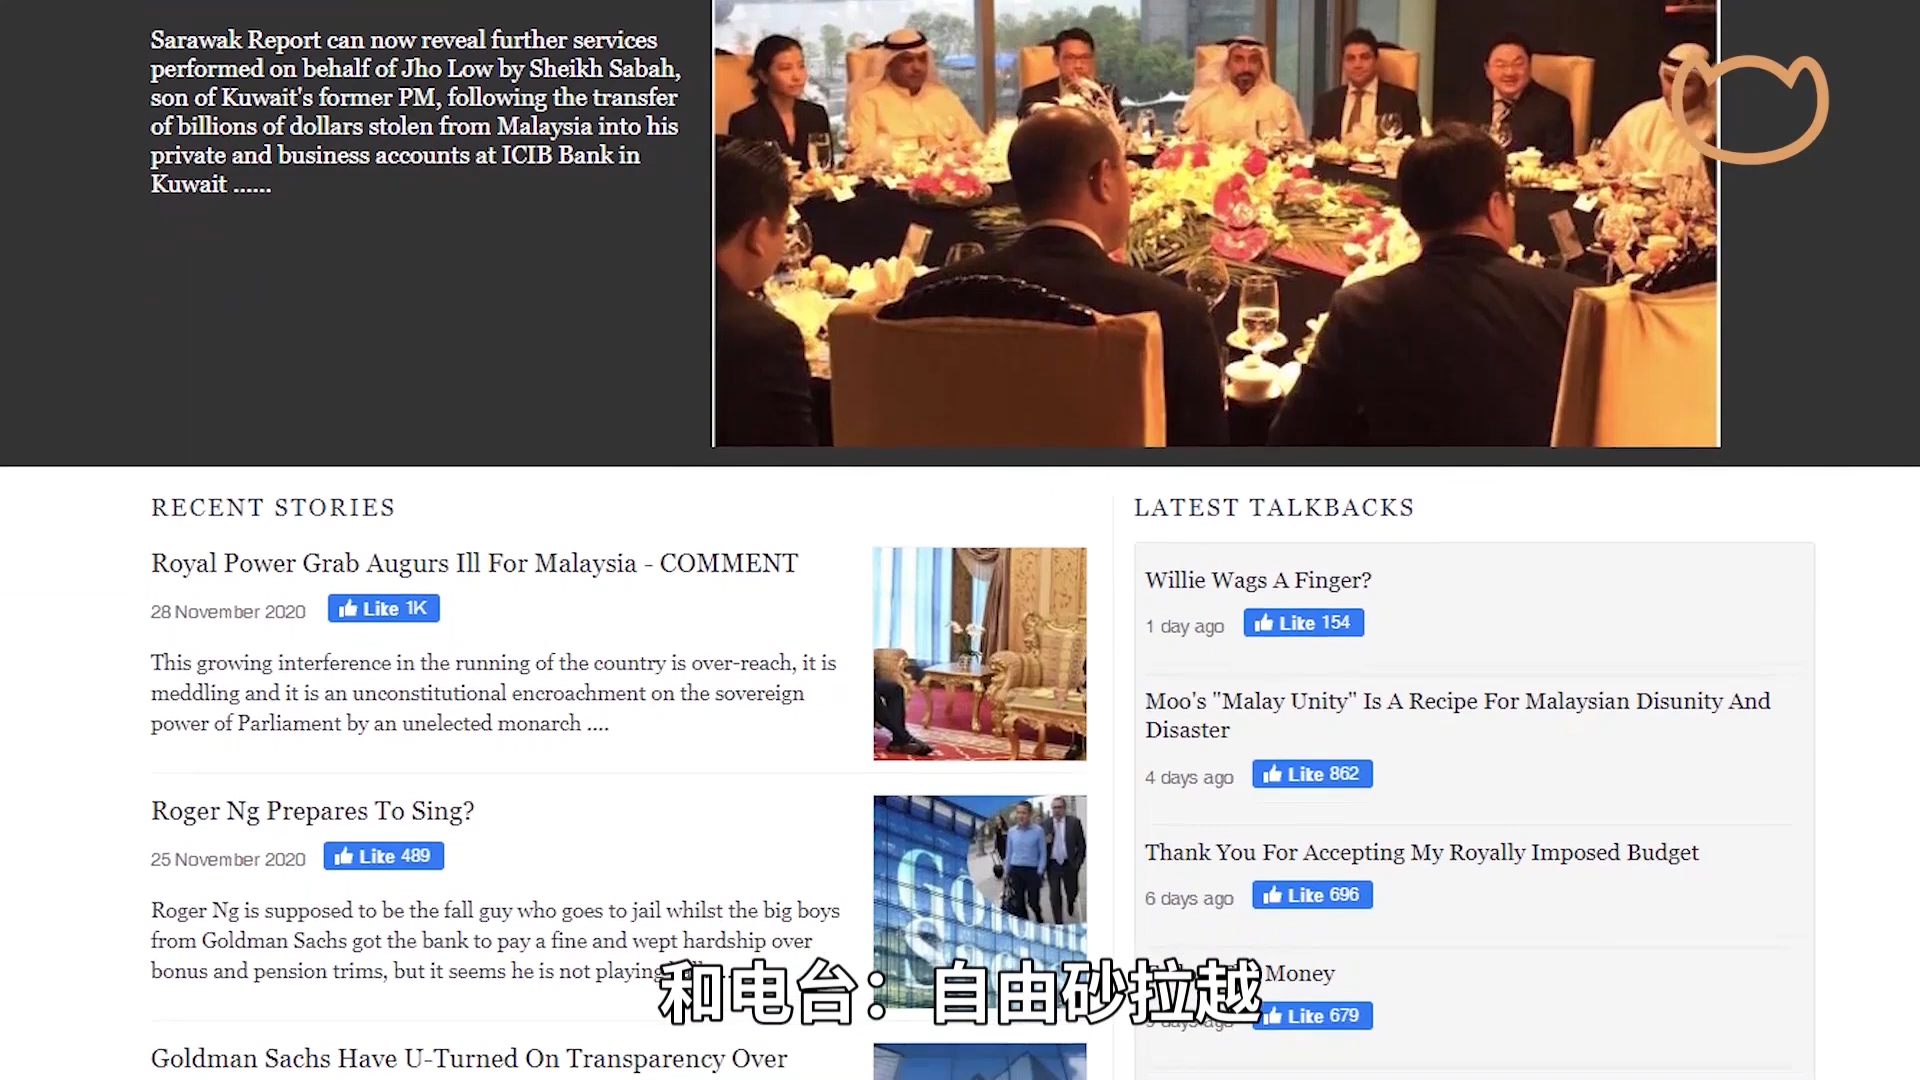 Sarawak Report can now reveal further services
performed on behalf of Jho Low by Sheikh Sabah,
son of Kuwait's former PM, following the transfer
of billions of dollars stolen from Malaysia into his
private and business accounts at ICIB Bank in
Kuwait ......
RECENT STORIES
Royal Power Grab Augurs Ill For Malaysia - COMMENT
28 November 2020 Like 1K
This growing interference in the running of the country is over-reach, it is
meddling and it is an unconstitutional encroachment on the sovereign
power of Parliament by an unelected monarch ....
Roger Ng Prepares To Sing?
25 November 2020 Like 489
Roger Ng is supposed to be the fall guy who goes to jail whilst the big boys
from Goldman Sachs got the bank to pay a fine and wept hardship over
bonus and pension trims, but it seems he is not playing
Goldman Sachs Have U-Turned On Transparency Over
LATEST TALKBACKS
Willie Wags A Finger?
1 day ago Like 154
Moo's "Malay Unity" Is A Recipe For Malaysian Disunity And
Disaster
4 days ago Like 862
Thank You For Accepting My Royally Imposed Budget
6 days ago Like 696
Money
days ago Like 679
和电台：自由砂拉越